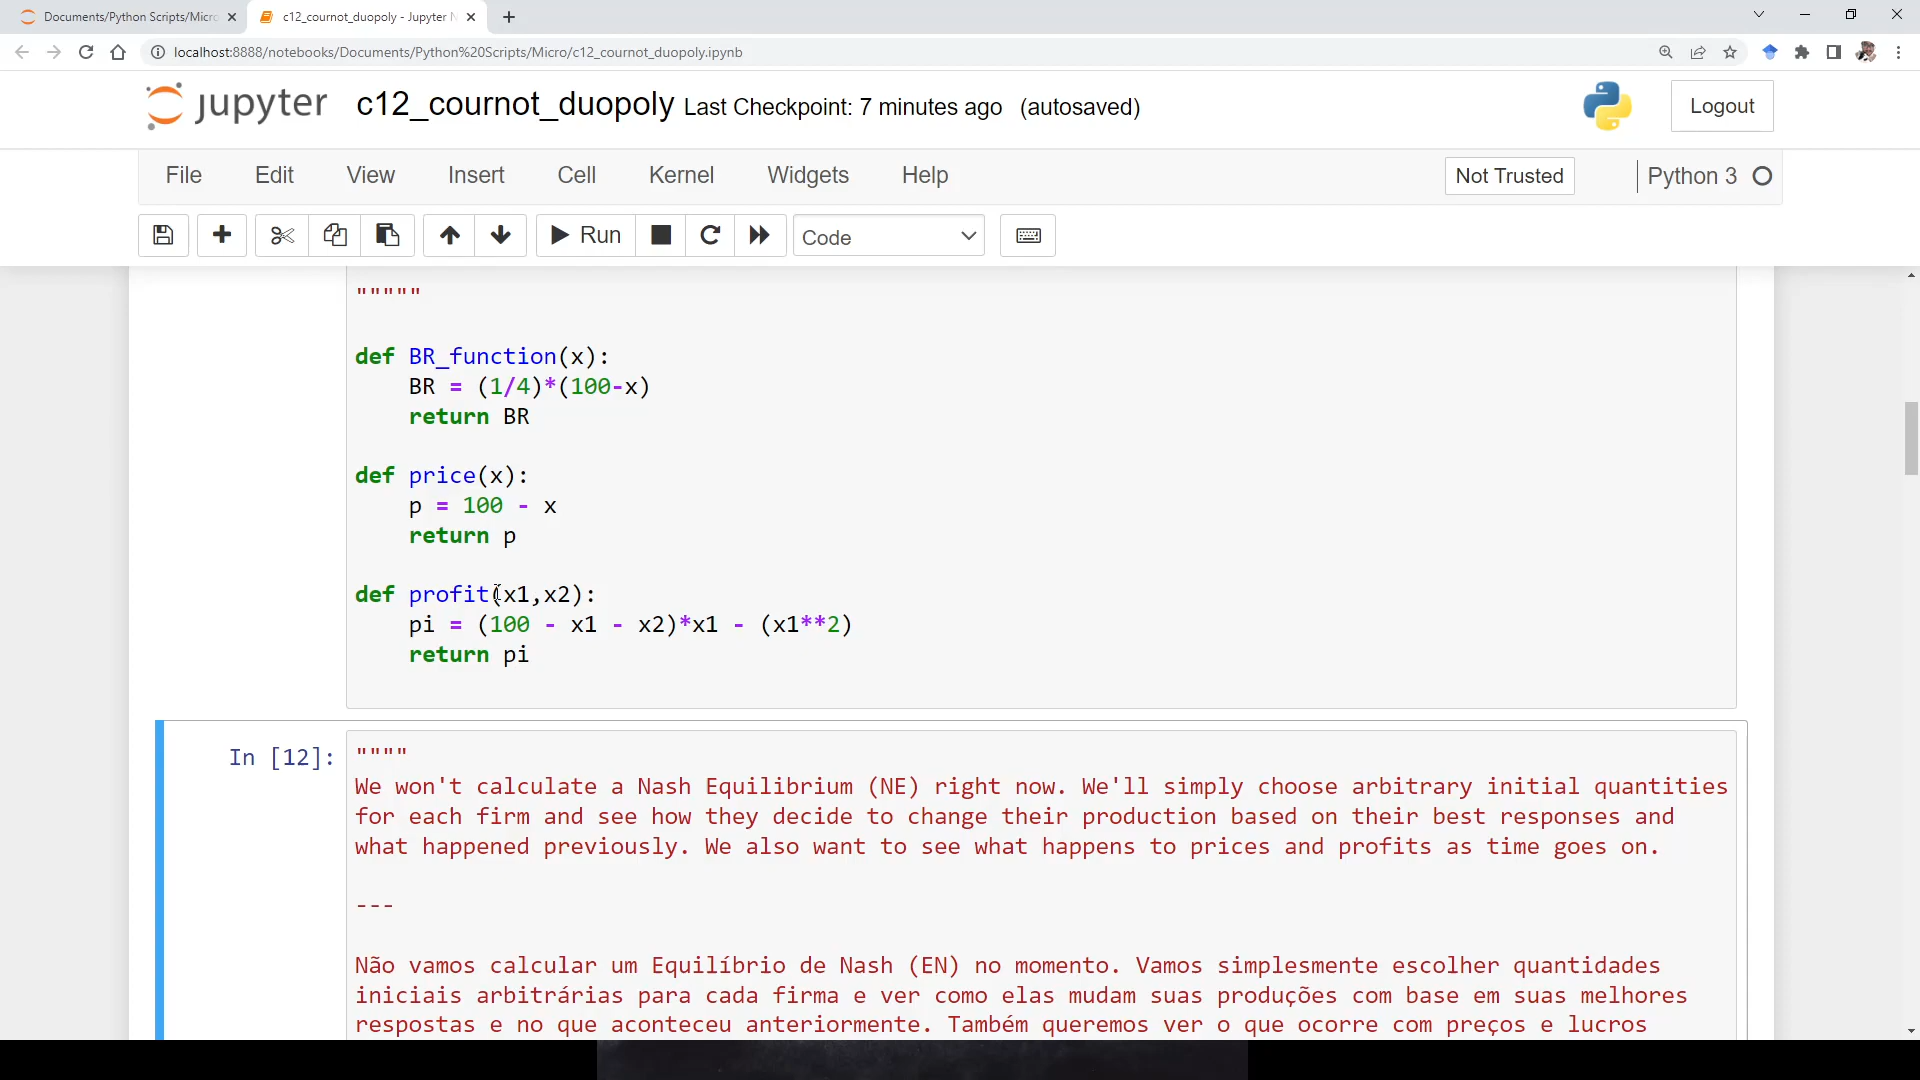 Documents/Python Scripts/Micro
c12_cournot_duopoly - Jupyter N
localhost:8888/notebooks/Documents/Python%20Scripts/Micro/c12_cournot_duopoly.ipynb
jupyter c12_cournot_duopoly Last Checkpoint: 7 minutes ago (autosaved)
Logout
File Edit View Insert Cell Kernel Widgets Help
Not Trusted
Python 3
Run
Code
"""""
def BR_function(x):
BR = (1/4)*(100-x)
return BR
def price(x):
p = 100 - x
return p
def profit(x1,x2):
pi = (100 - x1 - x2)*x1 - (x1**2)
return pi
In [12]:
""""
We won't calculate a Nash Equilibrium (NE) right now. We'll simply choose arbitrary initial quantities
for each firm and see how they decide to change their production based on their best responses and
what happened previously. We also want to see what happens to prices and profits as time goes on.
---
Não vamos calcular um Equilíbrio de Nash (EN) no momento. Vamos simplesmente escolher quantidades
iniciais arbitrárias para cada firma e ver como elas mudam suas produções com base em suas melhores
respostas e no que aconteceu anteriormente. Também queremos ver o que ocorre com preços e lucros